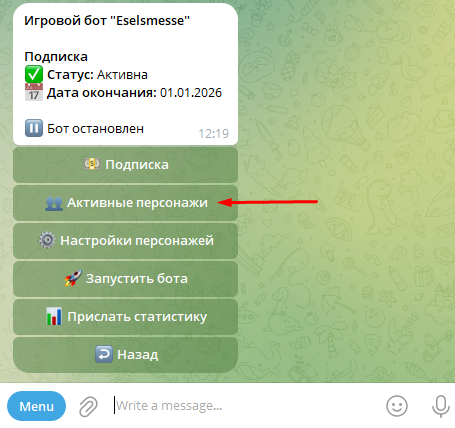 Игровой бот "Eselsmesse"
Подписка
✅ Статус: Активна
📅 Дата окончания: 01.01.2026
⏸ Бот остановлен
12:19
💸 Подписка
👥 Активные персонажи
⚙️ Настройки персонажей
🚀 Запустить бота
📊 Прислать статистику
↩️ Назад
Menu
Write a message...